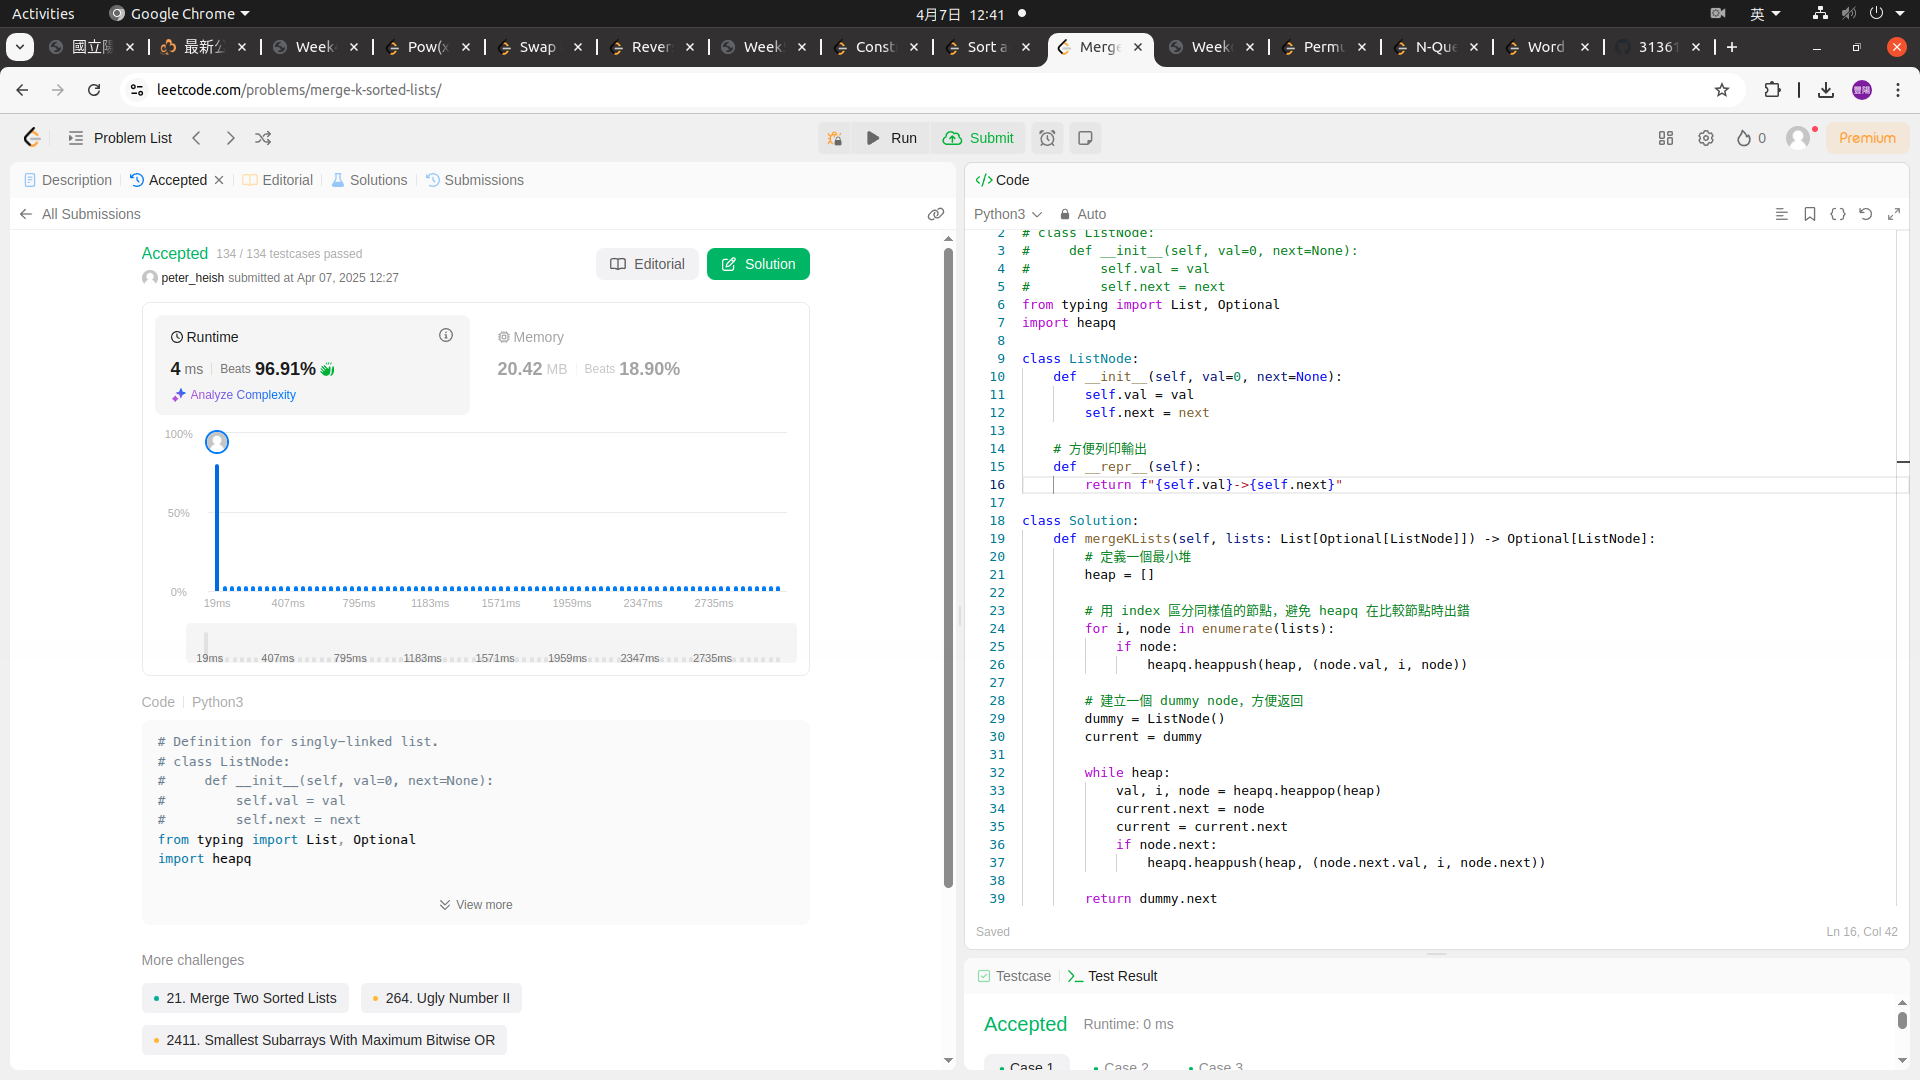 Activities
Google Chrome
4月7日 12:41
英
國立陽
最新公
Week
Pow(x
Swap
Rever
Week
Const
Sort a
Merge
Week
Permu
N-Que
Word
31361
leetcode.com/problems/merge-k-sorted-lists/
豐陽
Problem List
Run
Submit
0
Premium
Description
Accepted
Editorial
Solutions
Submissions
All Submissions
Accepted 134 / 134 testcases passed
peter_heish submitted at Apr 07, 2025 12:27
Editorial
Solution
Runtime
4 ms Beats 96.91%
Analyze Complexity
Memory
20.42 MB Beats 18.90%
100%
50%
0%
19ms 407ms 795ms 1183ms 1571ms 1959ms 2347ms 2735ms
19ms 407ms 795ms 1183ms 1571ms 1959ms 2347ms 2735ms
Code Python3
# Definition for singly-linked list.
# class ListNode:
#     def __init__(self, val=0, next=None):
#         self.val = val
#         self.next = next
from typing import List, Optional
import heapq
View more
More challenges
21. Merge Two Sorted Lists
264. Ugly Number II
2411. Smallest Subarrays With Maximum Bitwise OR
Code
Python3
Auto
2 # class ListNode:
3 #     def __init__(self, val=0, next=None):
4 #         self.val = val
5 #         self.next = next
6 from typing import List, Optional
7 import heapq
8
9 class ListNode:
10     def __init__(self, val=0, next=None):
11         self.val = val
12         self.next = next
13
14     # 方便列印輸出
15     def __repr__(self):
16         return f"{self.val}->{self.next}"
17
18 class Solution:
19     def mergeKLists(self, lists: List[Optional[ListNode]]) -> Optional[ListNode]:
20         # 定義一個最小堆
21         heap = []
22
23         # 用 index 區分同樣值的節點，避免 heapq 在比較節點時出錯
24         for i, node in enumerate(lists):
25             if node:
26                 heapq.heappush(heap, (node.val, i, node))
27
28         # 建立一個 dummy node，方便返回
29         dummy = ListNode()
30         current = dummy
31
32         while heap:
33             val, i, node = heapq.heappop(heap)
34             current.next = node
35             current = current.next
36             if node.next:
37                 heapq.heappush(heap, (node.next.val, i, node.next))
38
39         return dummy.next
Saved
Ln 16, Col 42
Testcase
Test Result
Accepted Runtime: 0 ms
Case 1
Case 2
Case 3